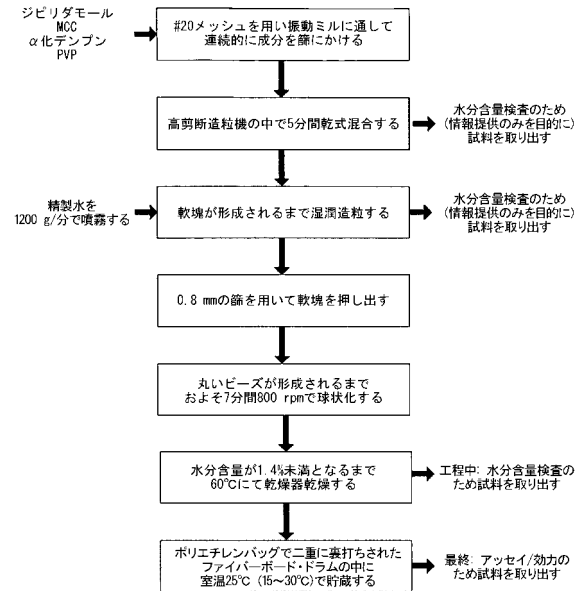 ジピリダモール
MCC
α化デンプン
PVP
#20メッシュを用い振動ミルに通して
連続的に成分を篩にかける
高剪断造粒機の中で5分間乾式混合する
水分含量検査のため
(情報提供のみを目的に)
試料を取り出す
精製水を
1200 g/分で噴霧する
軟塊が形成されるまで湿潤造粒する
水分含量検査のため
(情報提供のみを目的に)
試料を取り出す
0.8 mmの篩を用いて軟塊を押し出す
丸いビーズが形成されるまで
およそ7分間800 rpmで球状化する
水分含量が1.4%未満となるまで
60℃にて乾燥器乾燥する
工程中: 水分含量検査の
ため試料を取り出す
ポリエチレンバッグで二重に裏打ちされた
ファイバーボード・ドラムの中に
室温25℃ (15～30℃)で貯蔵する
最終: アッセイ/効力の
ため試料を取り出す